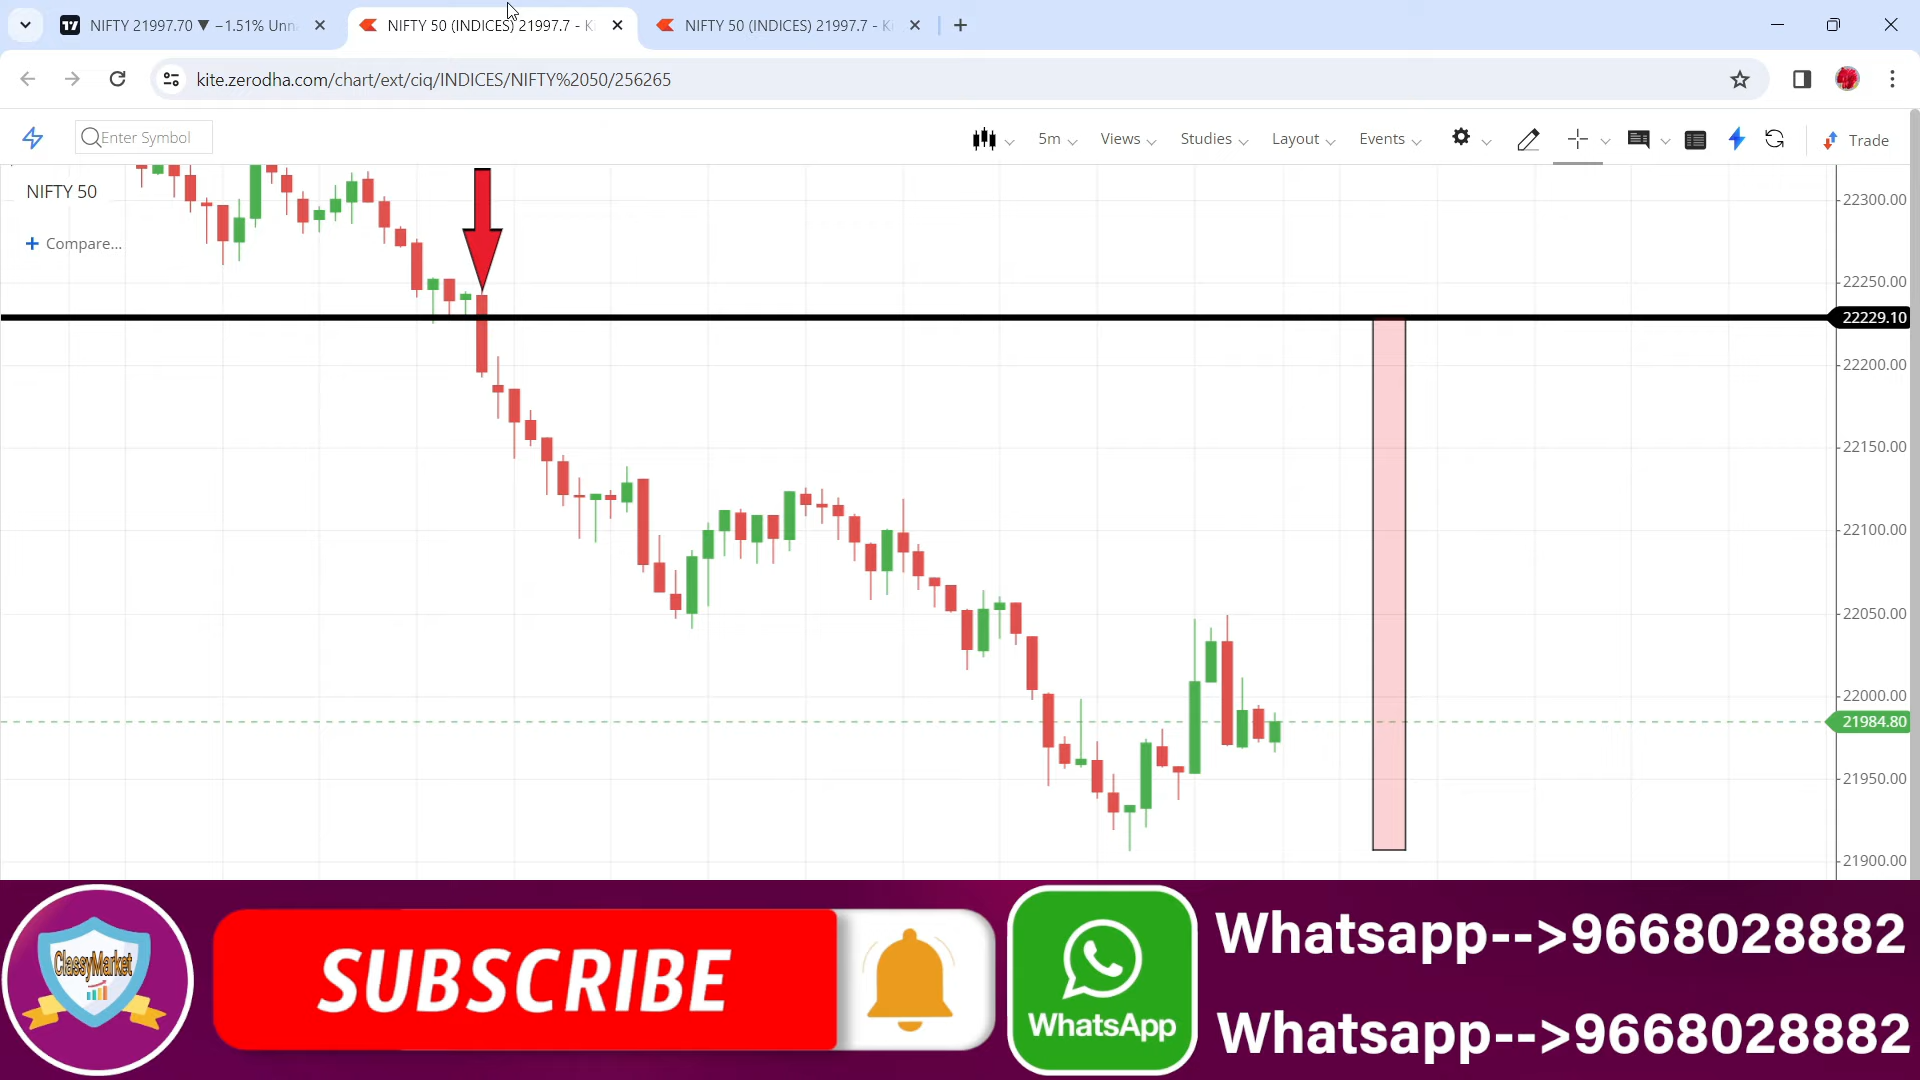 NIFTY 21997.70 ▼ −1.51% Unn
NIFTY 50 (INDICES) 21997.7 - Ki
NIFTY 50 (INDICES) 21997.7 - Ki
kite.zerodha.com/chart/ext/ciq/INDICES/NIFTY%2050/256265
Enter Symbol
5m
Views
Studies
Layout
Events
Trade
NIFTY 50
+ Compare...
22300.00
22250.00
22229.10
22200.00
22150.00
22100.00
22050.00
22000.00
21984.80
21950.00
21900.00
ClassyMarket
SUBSCRIBE
WhatsApp
Whatsapp-->9668028882
Whatsapp-->9668028882